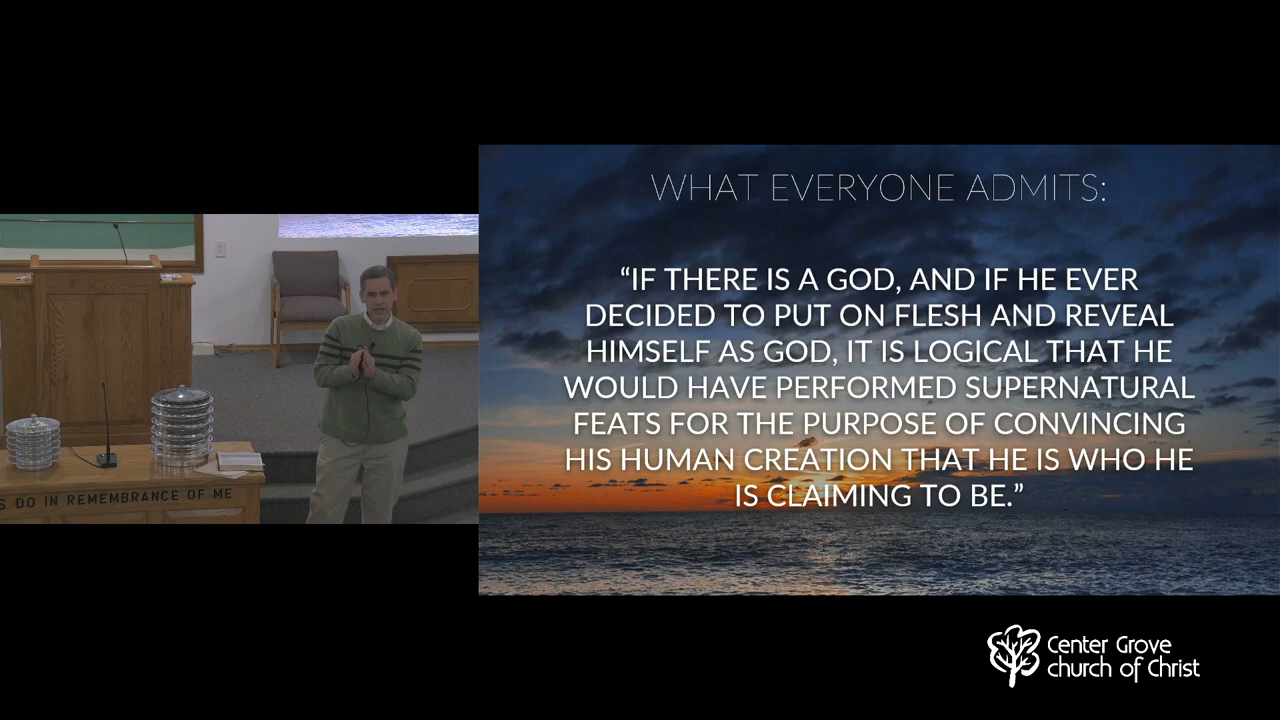 WHAT EVERYONE ADMITS:
“IF THERE IS A GOD, AND IF HE EVER
DECIDED TO PUT ON FLESH AND REVEAL
HIMSELF AS GOD, IT IS LOGICAL THAT HE
WOULD HAVE PERFORMED SUPERNATURAL
FEATS FOR THE PURPOSE OF CONVINCING
HIS HUMAN CREATION THAT HE IS WHO HE
IS CLAIMING TO BE.”
S DO IN REMEMBRANCE OF ME
Center Grove
church of Christ